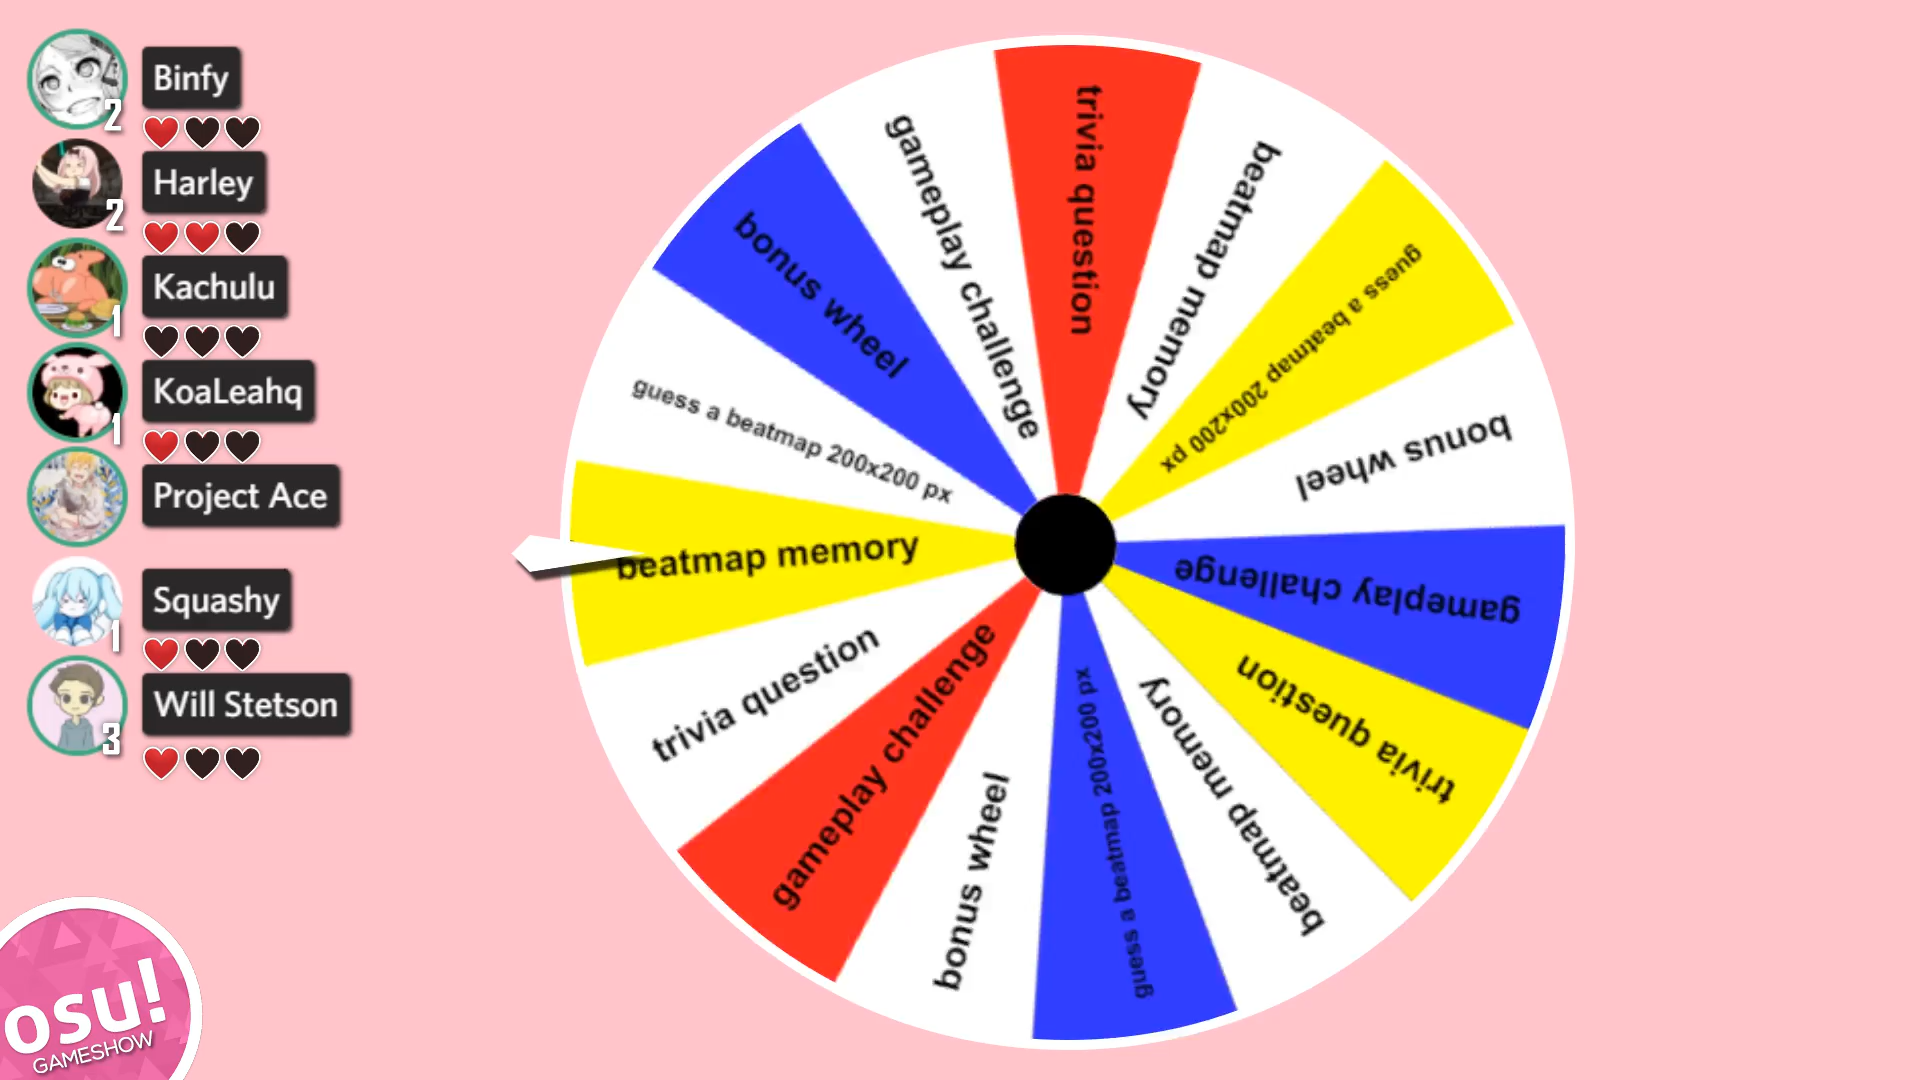 Binfy
2
Harley
2
Kachulu
1
KoaLeahq
1
Project Ace
Squashy
1
Will Stetson
3
trivia question
beatmap memory
guess a beatmap 200x200 px
bonus wheel
gameplay challenge
trivia question
beatmap memory
guess a beatmap 200x200 px
bonus wheel
gameplay challenge
trivia question
beatmap memory
guess a beatmap 200x200 px
bonus wheel
gameplay challenge
osu!
GAMESHOW